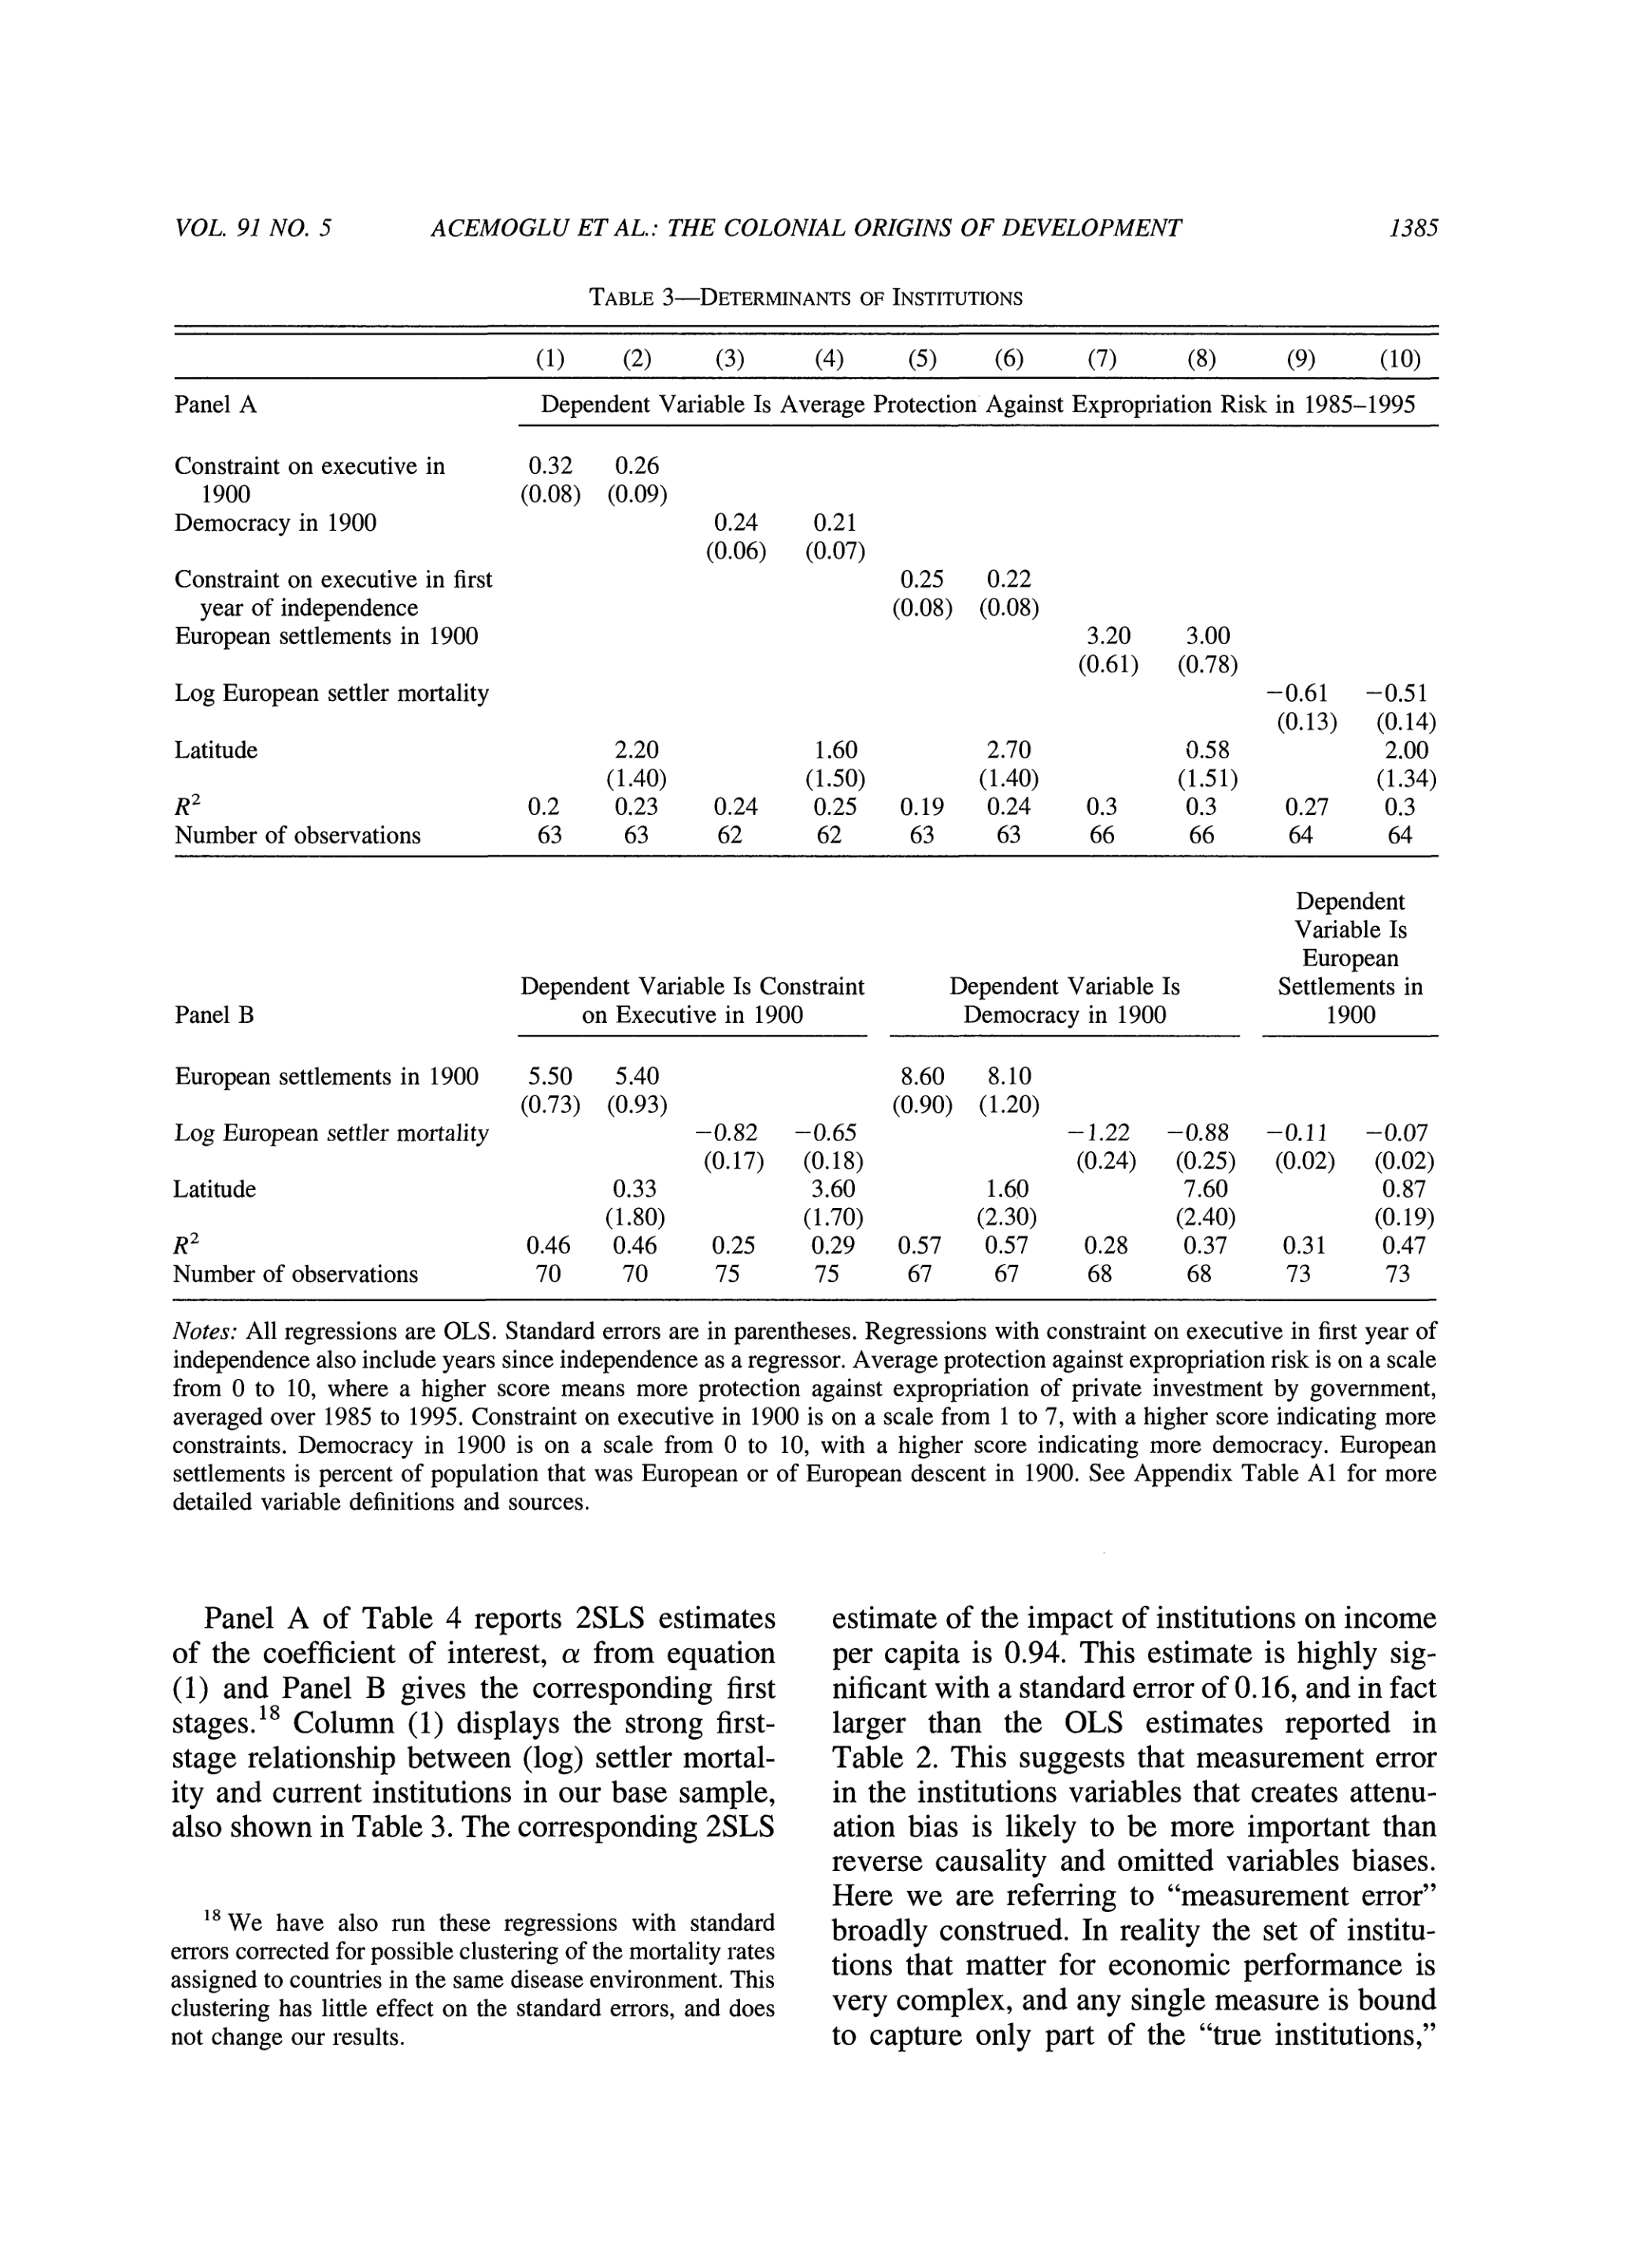 VOL. 91 NO. 5 ACEMOGLU ET AL.: THE COLONIAL ORIGINS OF DEVELOPMENT 1385
TABLE 3—DETERMINANTS OF INSTITUTIONS
(1) (2) (3) (4) (5) (6) (7) (8) (9) (10)
Panel A Dependent Variable Is Average Protection Against Expropriation Risk in 1985–1995
Constraint on executive in 0.32 0.26
1900 (0.08) (0.09)
Democracy in 1900 0.24 0.21
(0.06) (0.07)
Constraint on executive in first 0.25 0.22
year of independence (0.08) (0.08)
European settlements in 1900 3.20 3.00
(0.61) (0.78)
Log European settler mortality −0.61 −0.51
(0.13) (0.14)
Latitude 2.20 1.60 2.70 0.58 2.00
(1.40) (1.50) (1.40) (1.51) (1.34)
R² 0.2 0.23 0.24 0.25 0.19 0.24 0.3 0.3 0.27 0.3
Number of observations 63 63 62 62 63 63 66 66 64 64
Dependent
Variable Is
European
Dependent Variable Is Constraint Dependent Variable Is Settlements in
Panel B on Executive in 1900 Democracy in 1900 1900
European settlements in 1900 5.50 5.40 8.60 8.10
(0.73) (0.93) (0.90) (1.20)
Log European settler mortality −0.82 −0.65 −1.22 −0.88 −0.11 −0.07
(0.17) (0.18) (0.24) (0.25) (0.02) (0.02)
Latitude 0.33 3.60 1.60 7.60 0.87
(1.80) (1.70) (2.30) (2.40) (0.19)
R² 0.46 0.46 0.25 0.29 0.57 0.57 0.28 0.37 0.31 0.47
Number of observations 70 70 75 75 67 67 68 68 73 73
Notes: All regressions are OLS. Standard errors are in parentheses. Regressions with constraint on executive in first year of
independence also include years since independence as a regressor. Average protection against expropriation risk is on a scale
from 0 to 10, where a higher score means more protection against expropriation of private investment by government,
averaged over 1985 to 1995. Constraint on executive in 1900 is on a scale from 1 to 7, with a higher score indicating more
constraints. Democracy in 1900 is on a scale from 0 to 10, with a higher score indicating more democracy. European
settlements is percent of population that was European or of European descent in 1900. See Appendix Table A1 for more
detailed variable definitions and sources.
Panel A of Table 4 reports 2SLS estimates
of the coefficient of interest, α from equation
(1) and Panel B gives the corresponding first
stages.¹⁸ Column (1) displays the strong first-
stage relationship between (log) settler mortal-
ity and current institutions in our base sample,
also shown in Table 3. The corresponding 2SLS
¹⁸ We have also run these regressions with standard
errors corrected for possible clustering of the mortality rates
assigned to countries in the same disease environment. This
clustering has little effect on the standard errors, and does
not change our results.
estimate of the impact of institutions on income
per capita is 0.94. This estimate is highly sig-
nificant with a standard error of 0.16, and in fact
larger than the OLS estimates reported in
Table 2. This suggests that measurement error
in the institutions variables that creates attenu-
ation bias is likely to be more important than
reverse causality and omitted variables biases.
Here we are referring to “measurement error”
broadly construed. In reality the set of institu-
tions that matter for economic performance is
very complex, and any single measure is bound
to capture only part of the “true institutions,”